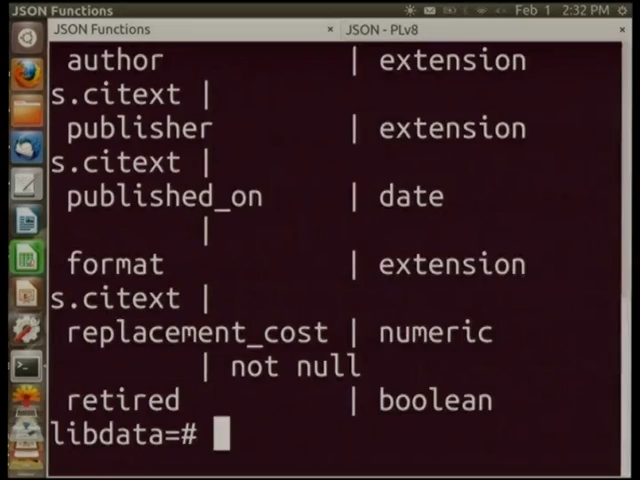 JSON Functions
Feb 1 2:32 PM
JSON Functions × JSON - PLv8 ×
author | extension
s.citext |
publisher | extension
s.citext |
published_on | date
|
format | extension
s.citext |
replacement_cost | numeric
| not null
retired | boolean
libdata=#